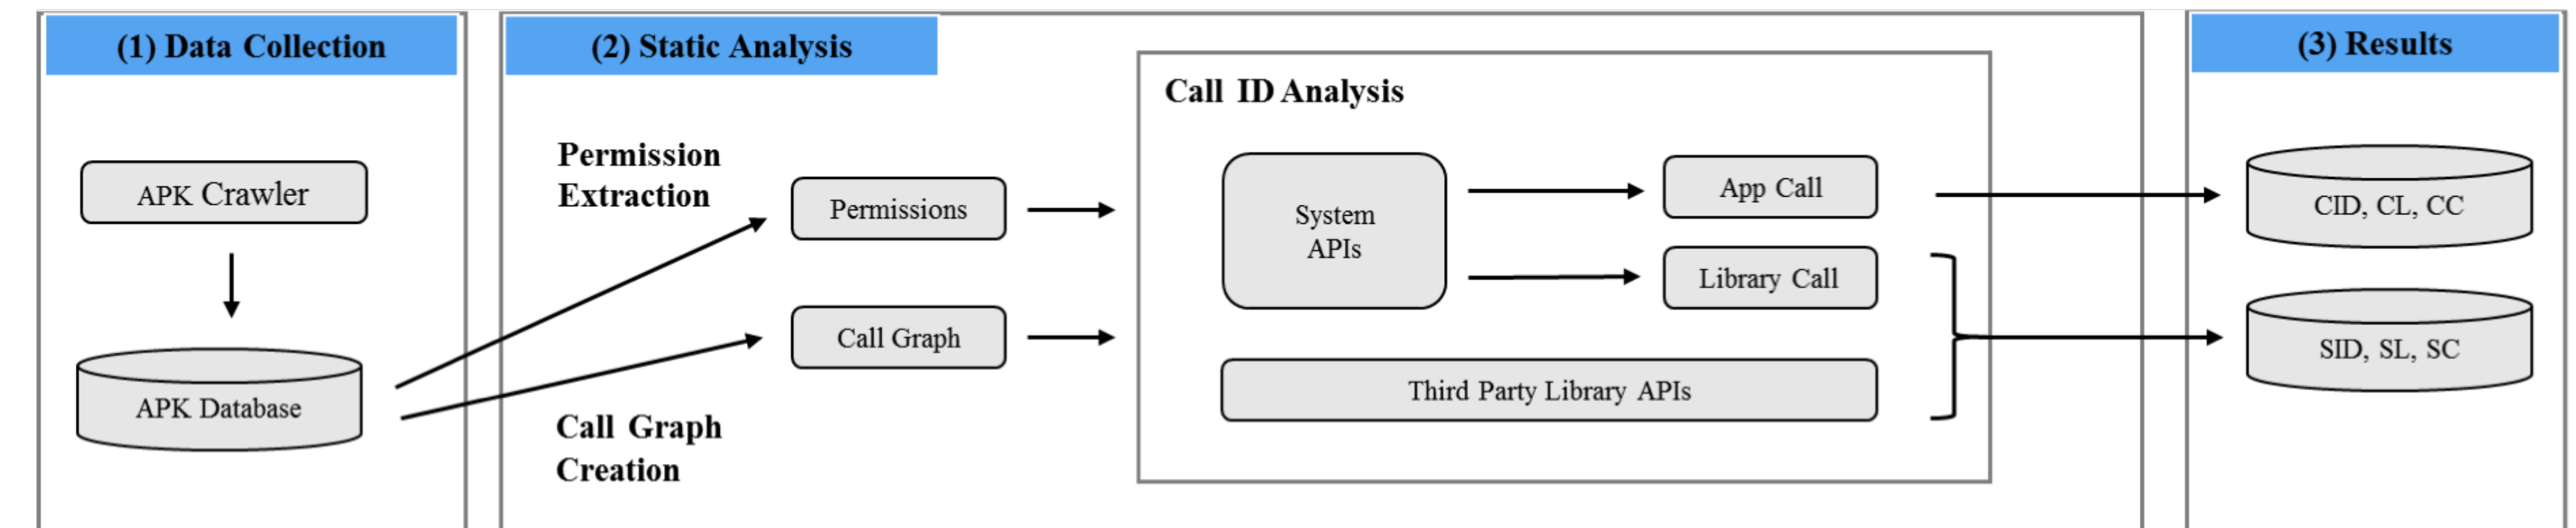 (1) Data Collection
APK Crawler
APK Database
(2) Static Analysis
Permission
Extraction
Permissions
Call Graph
Call Graph
Creation
Call ID Analysis
System
APIs
App Call
Library Call
Third Party Library APIs
(3) Results
CID, CL, CC
SID, SL, SC